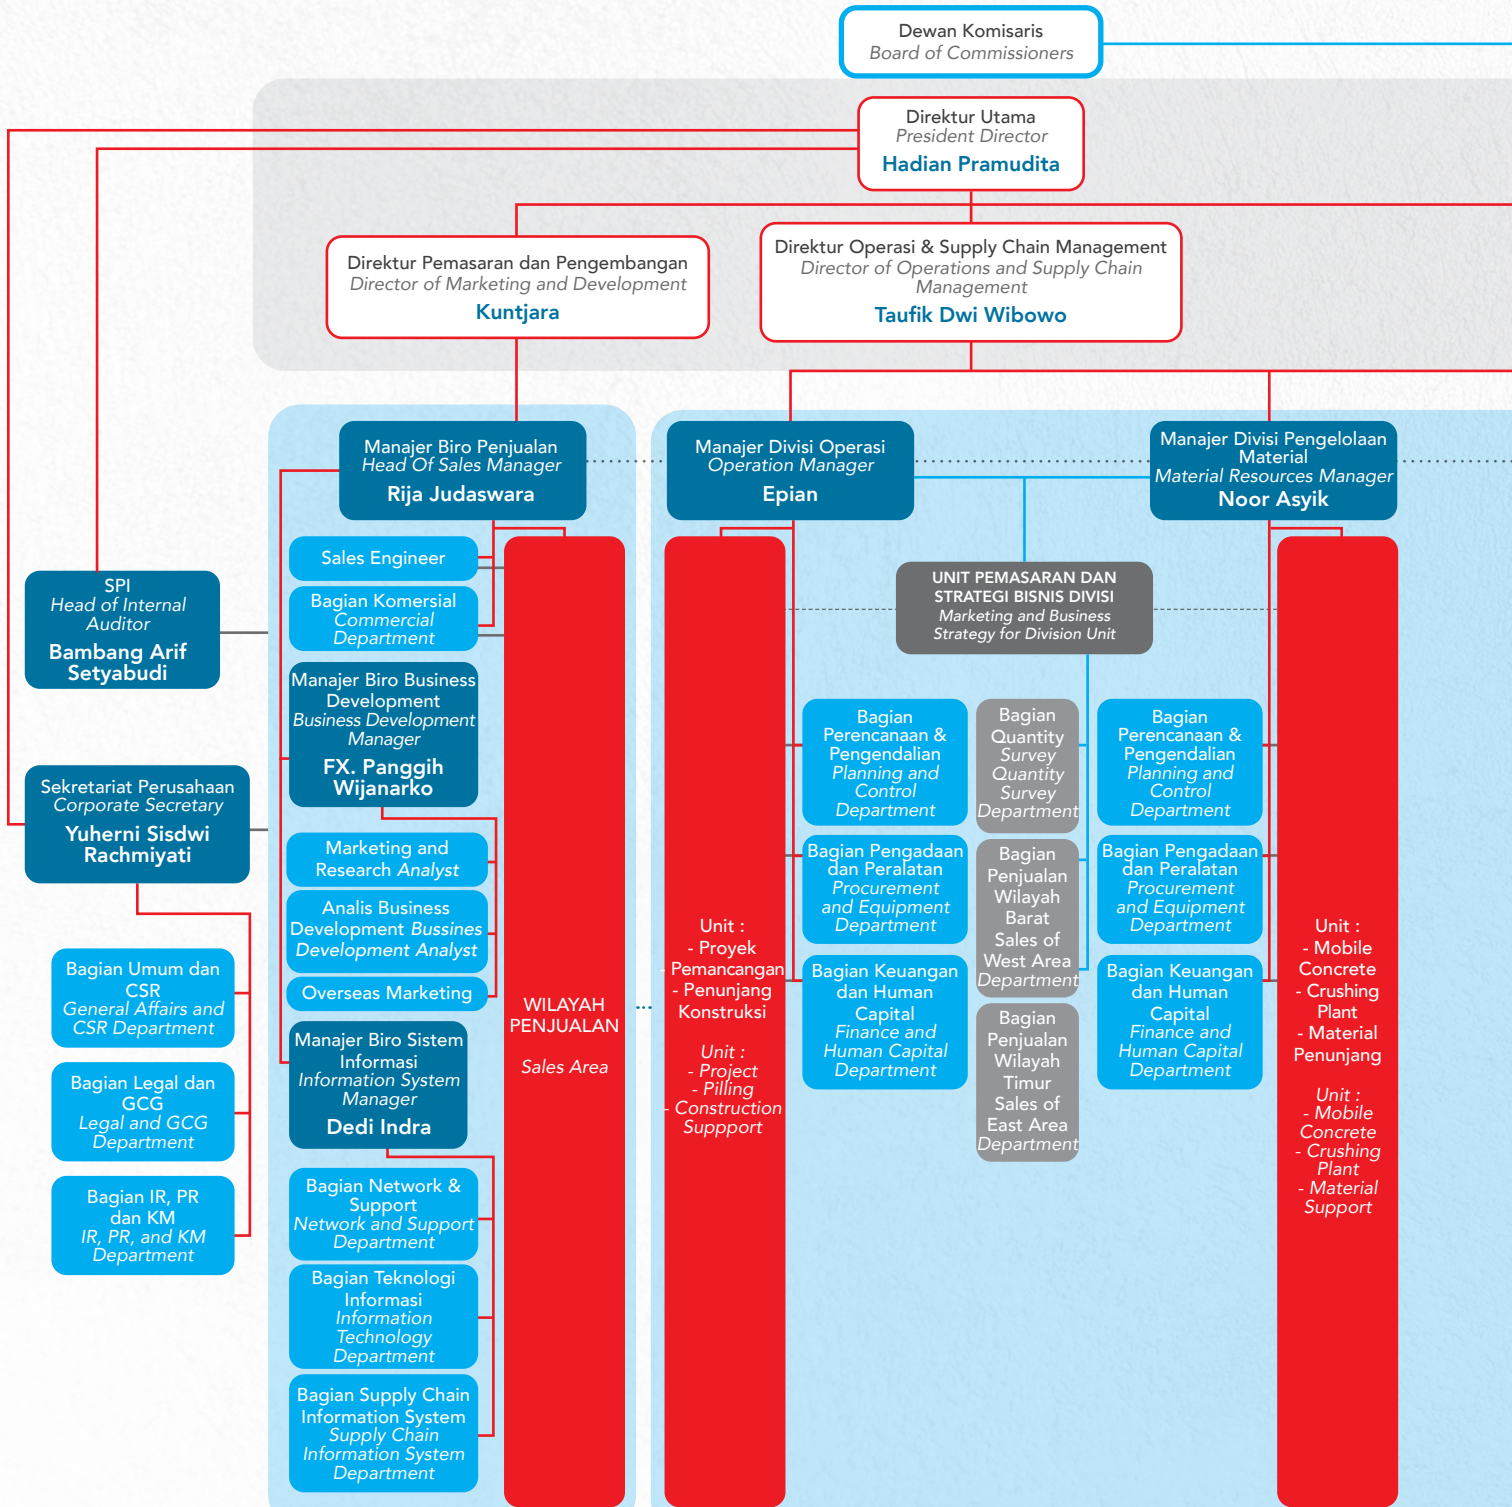 Dewan Komisaris
Board of Commissioners
Direktur Utama
President Director
Hadian Pramudita
Direktur Pemasaran dan Pengembangan
Director of Marketing and Development
Kuntjara
Direktur Operasi & Supply Chain Management
Director of Operations and Supply Chain
Management
Taufik Dwi Wibowo
Manajer Biro Penjualan
Head Of Sales Manager
Rija Judaswara
Manajer Divisi Operasi
Operation Manager
Epian
Manajer Divisi Pengelolaan
Material
Material Resources Manager
Noor Asyik
SPI
Head of Internal
Auditor
Bambang Arif
Setyabudi
Sekretariat Perusahaan
Corporate Secretary
Yuherni Sisdwi
Rachmiyati
Bagian Umum dan
CSR
General Affairs and
CSR Department
Bagian Legal dan
GCG
Legal and GCG
Department
Bagian IR, PR
dan KM
IR, PR, and KM
Department
Sales Engineer
Bagian Komersial
Commercial
Department
Manajer Biro Business
Development
Business Development
Manager
FX. Panggih
Wijanarko
Marketing and
Research Analyst
Analis Business
Development Bussines
Development Analyst
Overseas Marketing
Manajer Biro Sistem
Informasi
Information System
Manager
Dedi Indra
Bagian Network &
Support
Network and Support
Department
Bagian Teknologi
Informasi
Information
Technology
Department
Bagian Supply Chain
Information System
Supply Chain
Information System
Department
WILAYAH
PENJUALAN
Sales Area
Unit :
- Proyek
- Pemancangan
- Penunjang
Konstruksi
Unit :
- Project
- Pilling
- Construction
Suppport
UNIT PEMASARAN DAN
STRATEGI BISNIS DIVISI
Marketing and Business
Strategy for Division Unit
Bagian
Perencanaan &
Pengendalian
Planning and
Control
Department
Bagian Pengadaan
dan Peralatan
Procurement
and Equipment
Department
Bagian Keuangan
dan Human
Capital
Finance and
Human Capital
Department
Bagian
Quantity
Survey
Quantity
Survey
Department
Bagian
Penjualan
Wilayah
Barat
Sales of
West Area
Department
Bagian
Penjualan
Wilayah
Timur
Sales of
East Area
Department
Bagian
Perencanaan &
Pengendalian
Planning and
Control
Department
Bagian Pengadaan
dan Peralatan
Procurement
and Equipment
Department
Bagian Keuangan
dan Human
Capital
Finance and
Human Capital
Department
Unit :
- Mobile
Concrete
- Crushing
Plant
- Material
Penunjang
Unit :
- Mobile
Concrete
- Crushing
Plant
- Material
Support